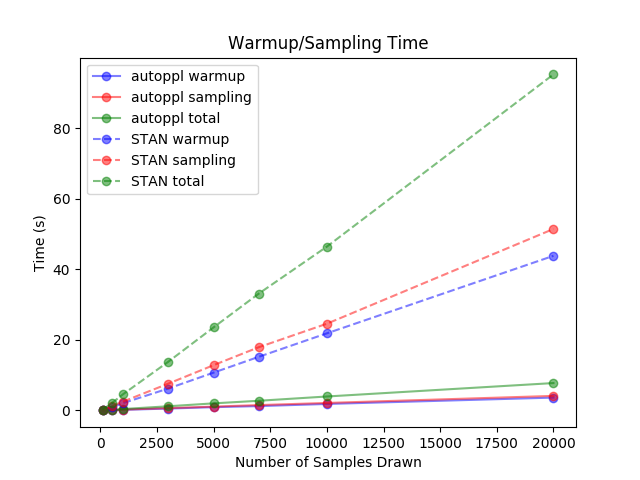 Warmup/Sampling Time
autoppl warmup
autoppl sampling
autoppl total
STAN warmup
STAN sampling
STAN total
80
60
40
20
0
Time (s)
0 2500 5000 7500 10000 12500 15000 17500 20000
Number of Samples Drawn